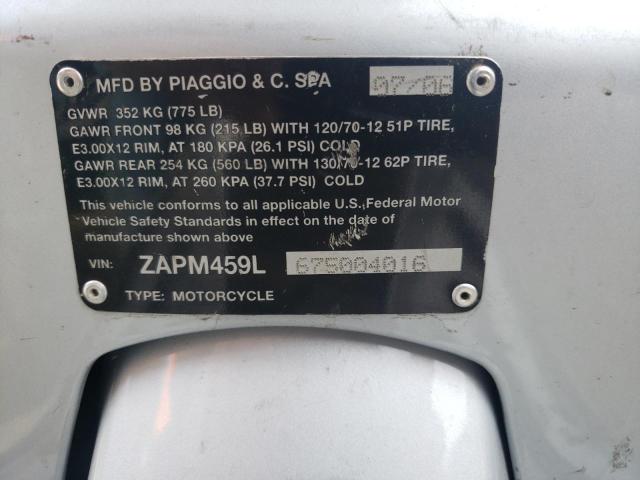 MFD BY PIAGGIO & C. SPA 07/06
GVWR 352 KG (775 LB)
GAWR FRONT 98 KG (215 LB) WITH 120/70-12 51P TIRE,
E3.00X12 RIM, AT 180 KPA (26.1 PSI) COLD
GAWR REAR 254 KG (560 LB) WITH 130/70-12 62P TIRE,
E3.00X12 RIM, AT 260 KPA (37.7 PSI) COLD
This vehicle conforms to all applicable U.S. Federal Motor
Vehicle Safety Standards in effect on the date of
manufacture shown above
VIN: ZAPM459L 675004016
TYPE: MOTORCYCLE